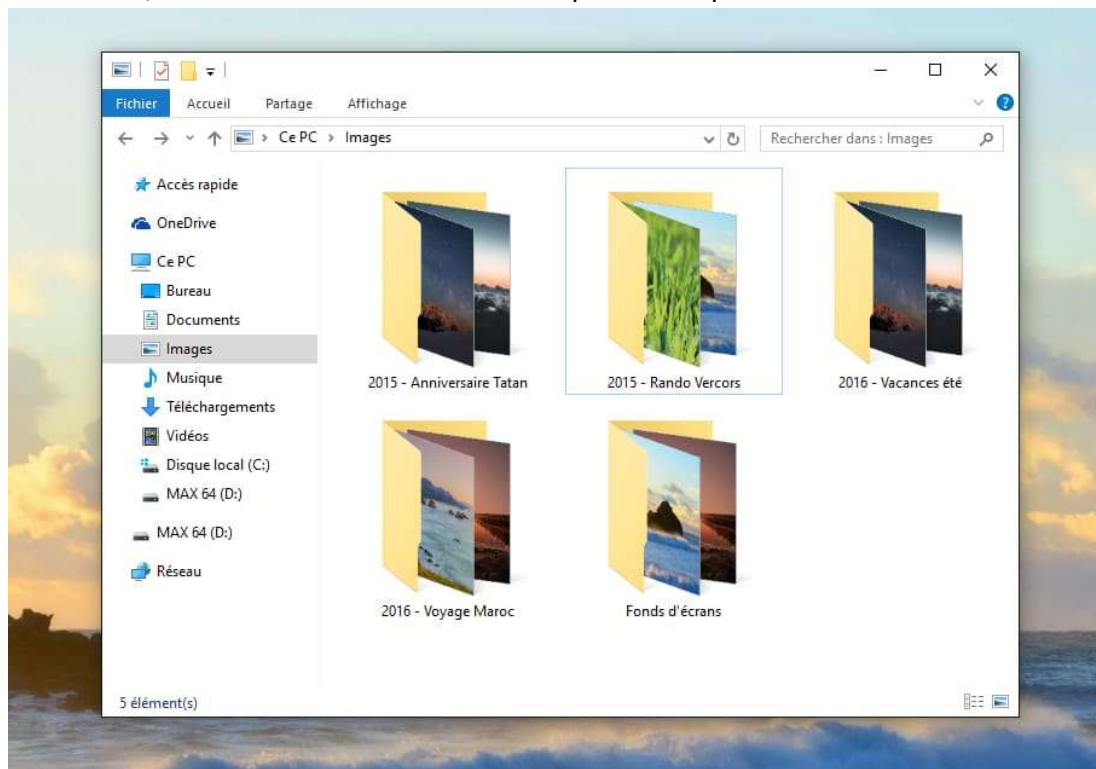 Fichier Accueil Partage Affichage
Ce PC > Images
Rechercher dans : Images
Accès rapide
OneDrive
Ce PC
Bureau
Documents
Images
Musique
Téléchargements
Vidéos
Disque local (C:)
MAX 64 (D:)
MAX 64 (D:)
Réseau
2015 - Anniversaire Tatan
2015 - Rando Vercors
2016 - Vacances été
2016 - Voyage Maroc
Fonds d'écrans
5 élément(s)